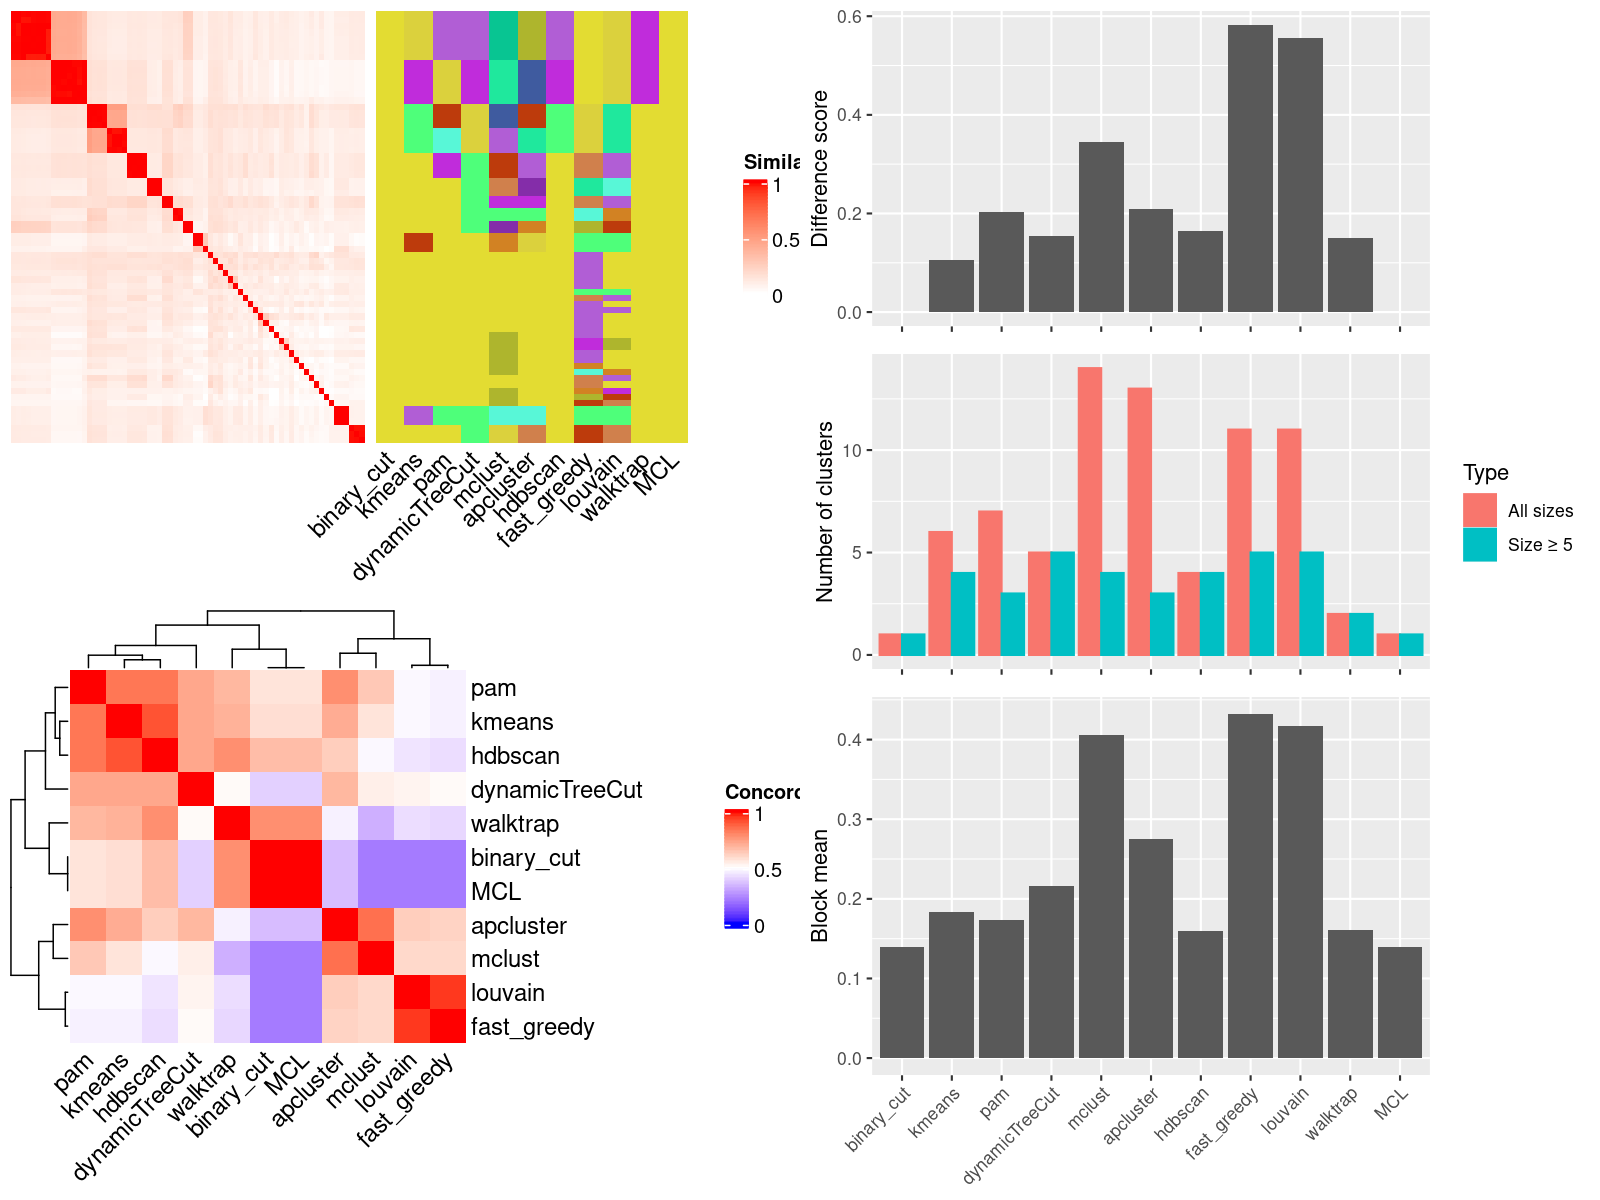 Simila
1
0.5
0
binary_cut
kmeans
pam
dynamicTreeCut
mclust
apcluster
hdbscan
fast_greedy
louvain
walktrap
MCL
pam
kmeans
hdbscan
dynamicTreeCut
walktrap
binary_cut
MCL
apcluster
mclust
louvain
fast_greedy
Concord
1
0.5
0
pam
kmeans
hdbscan
dynamicTreeCut
walktrap
binary_cut
MCL
apcluster
mclust
louvain
fast_greedy
Difference score
0.6
0.4
0.2
0.0
Number of clusters
10
5
0
Type
All sizes
Size ≥ 5
Block mean
0.4
0.3
0.2
0.1
0.0
binary_cut
kmeans
pam
dynamicTreeCut
mclust
apcluster
hdbscan
fast_greedy
louvain
walktrap
MCL